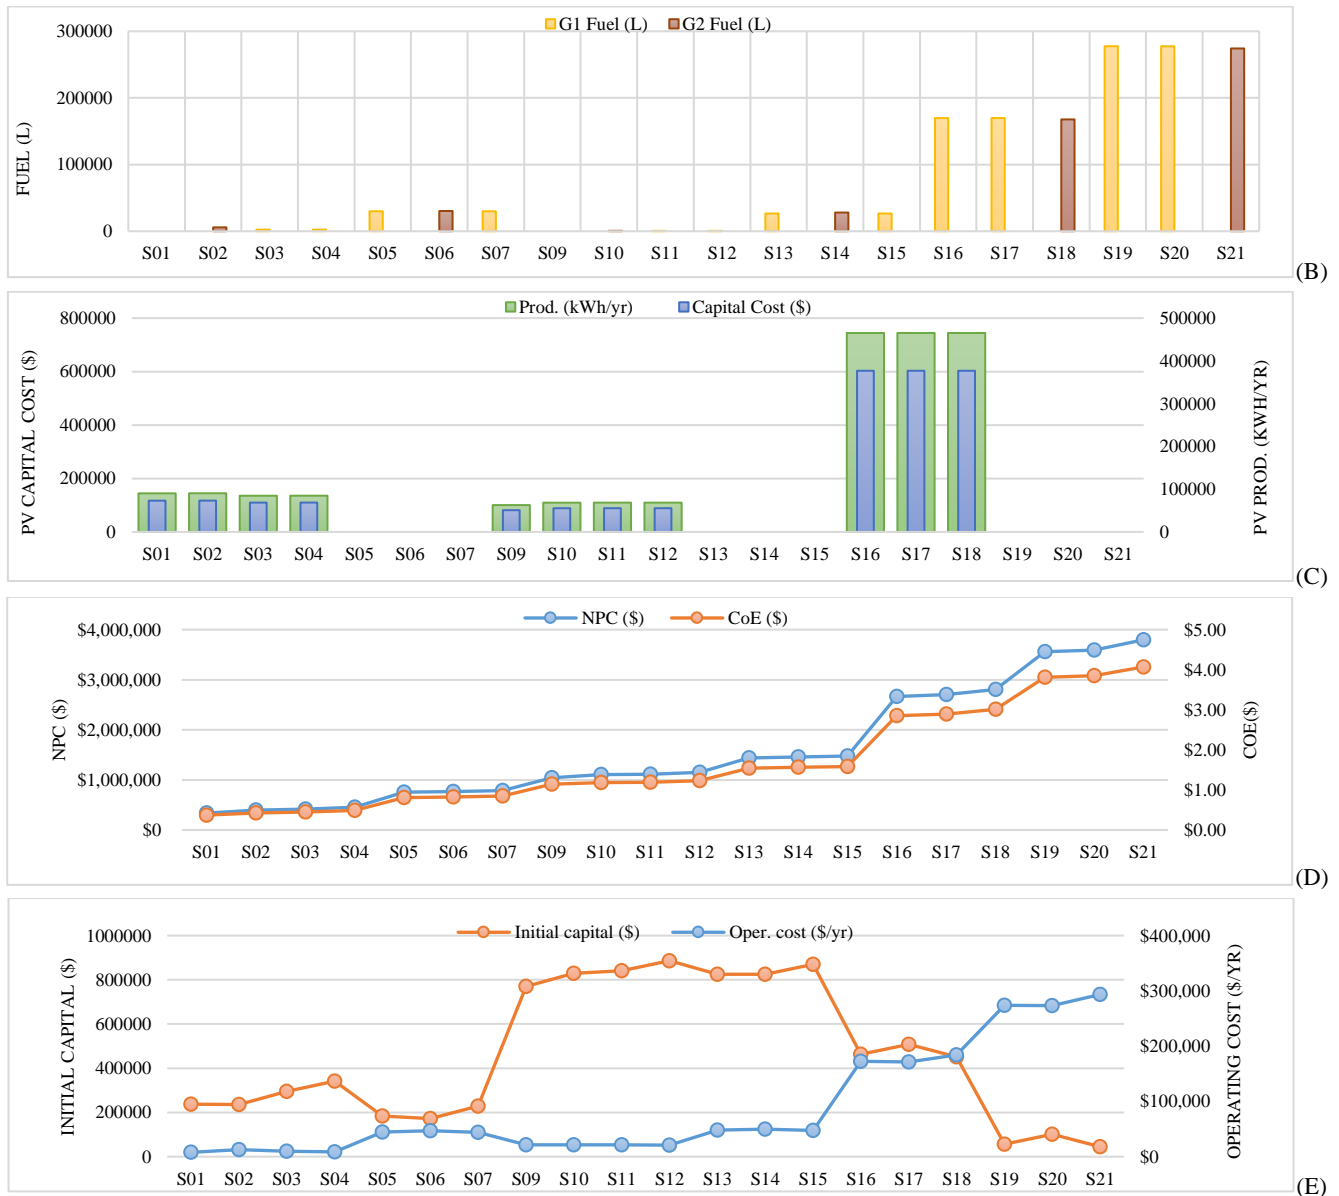 G1 Fuel (L) G2 Fuel (L)
300000
200000
100000
0
FUEL (L)
S01 S02 S03 S04 S05 S06 S07 S09 S10 S11 S12 S13 S14 S15 S16 S17 S18 S19 S20 S21
(B)
Prod. (kWh/yr) Capital Cost ($)
800000 500000
600000 400000
400000 300000
200000 200000
0 100000
0
PV CAPITAL COST ($)
PV PROD. (KWH/YR)
S01 S02 S03 S04 S05 S06 S07 S09 S10 S11 S12 S13 S14 S15 S16 S17 S18 S19 S20 S21
(C)
NPC ($) CoE ($)
$4,000,000 $5.00
$3,000,000 $4.00
$2,000,000 $3.00
$1,000,000 $2.00
$0 $1.00
$0.00
NPC ($)
COE($)
S01 S02 S03 S04 S05 S06 S07 S09 S10 S11 S12 S13 S14 S15 S16 S17 S18 S19 S20 S21
(D)
Initial capital ($) Oper. cost ($/yr)
1000000 $400,000
800000 $300,000
600000 $200,000
400000 $100,000
200000 $0
0
INITIAL CAPITAL ($)
OPERATING COST ($/YR)
S01 S02 S03 S04 S05 S06 S07 S09 S10 S11 S12 S13 S14 S15 S16 S17 S18 S19 S20 S21
(E)